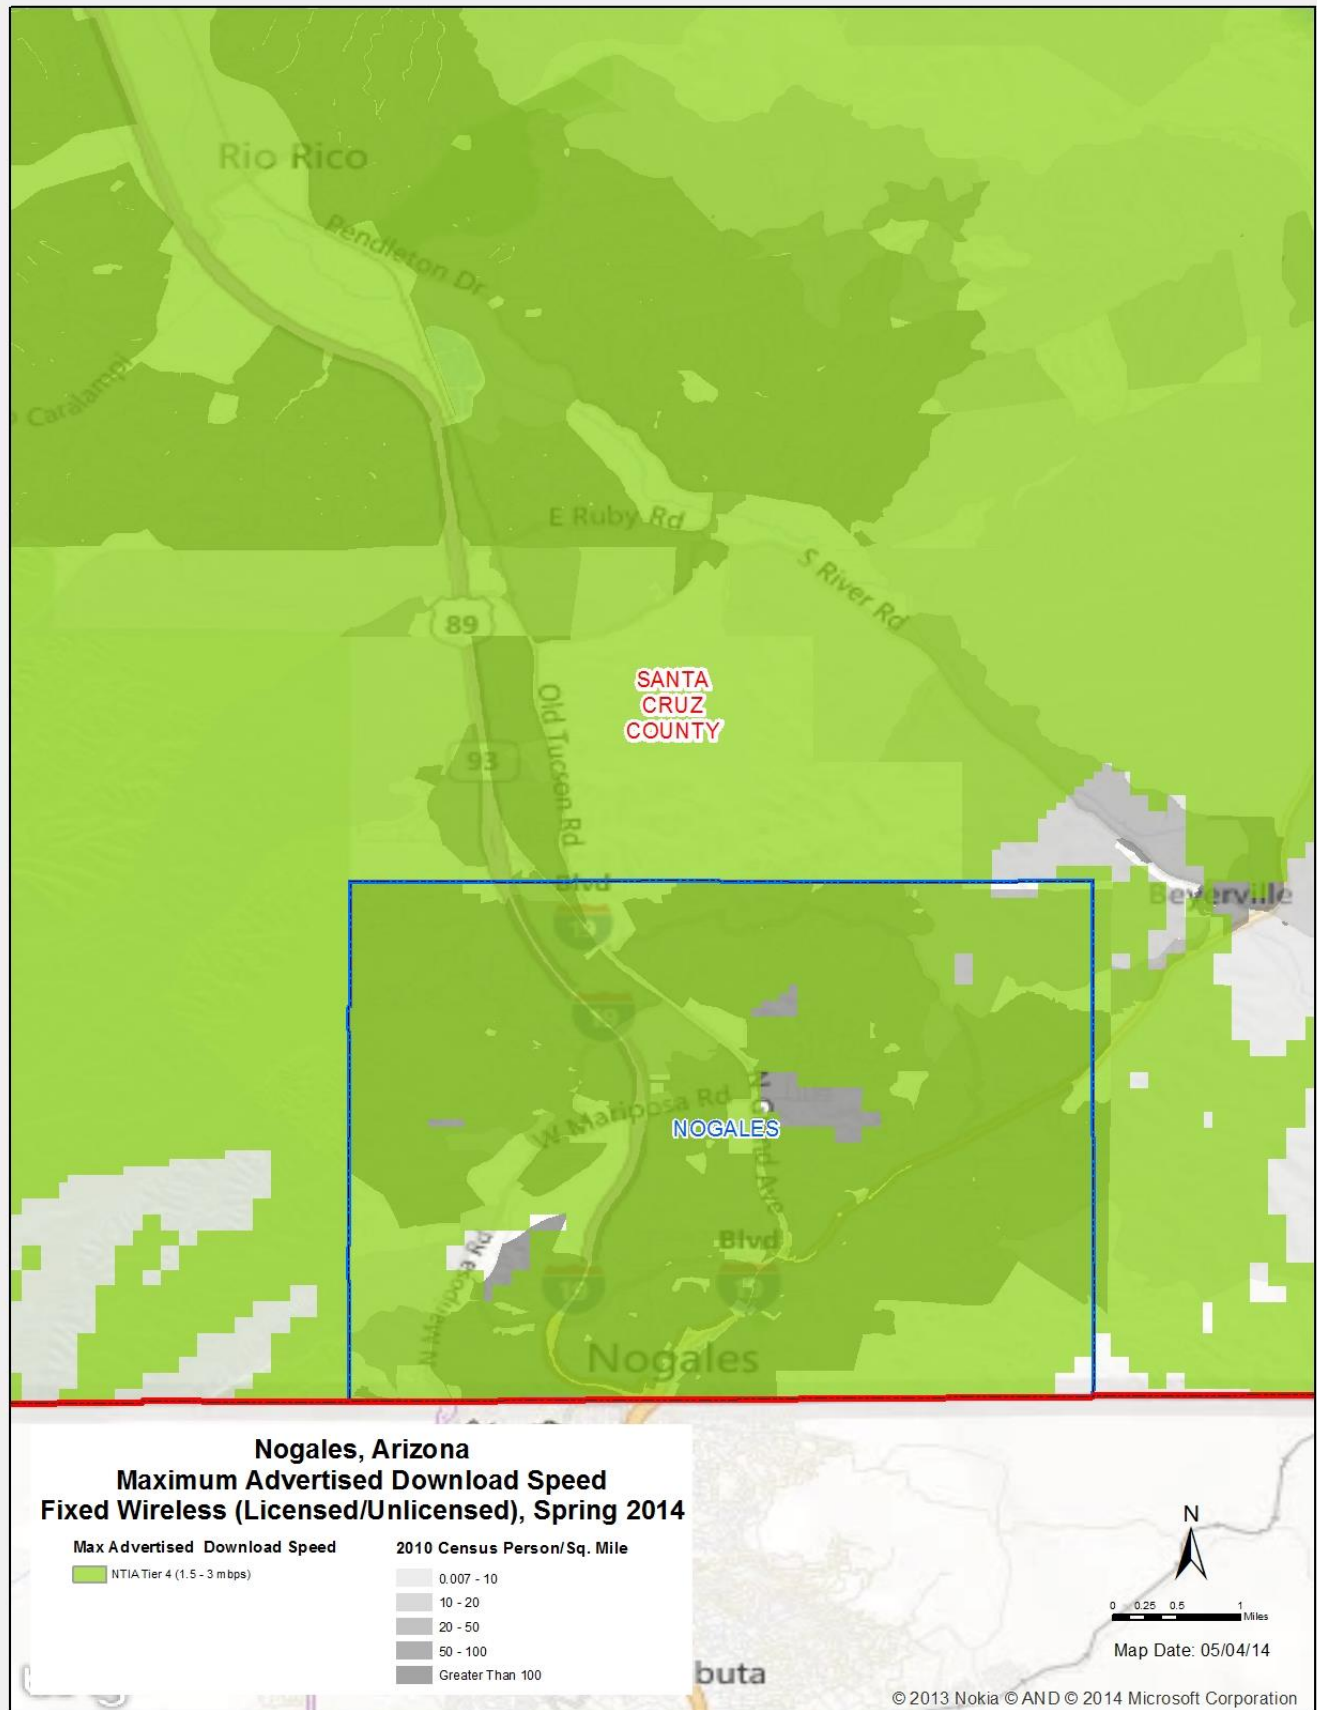 Rio Rico
Pendleton Dr
Caralampi
E Ruby Rd
S River Rd
89
SANTA
CRUZ
COUNTY
Old Tucson Rd
93
Blvd
Beyerville
19
19
W Mariposa Rd
NOGALES
N Mariposa Rd
Blvd
19
19
Nogales
Nogales, Arizona
Maximum Advertised Download Speed
Fixed Wireless (Licensed/Unlicensed), Spring 2014
Max Advertised Download Speed
NTIA Tier 4 (1.5 - 3 mbps)
2010 Census Person/Sq. Mile
0.007 - 10
10 - 20
20 - 50
50 - 100
Greater Than 100
N
0 0.25 0.5 1
Miles
Map Date: 05/04/14
buta
© 2013 Nokia © AND © 2014 Microsoft Corporation